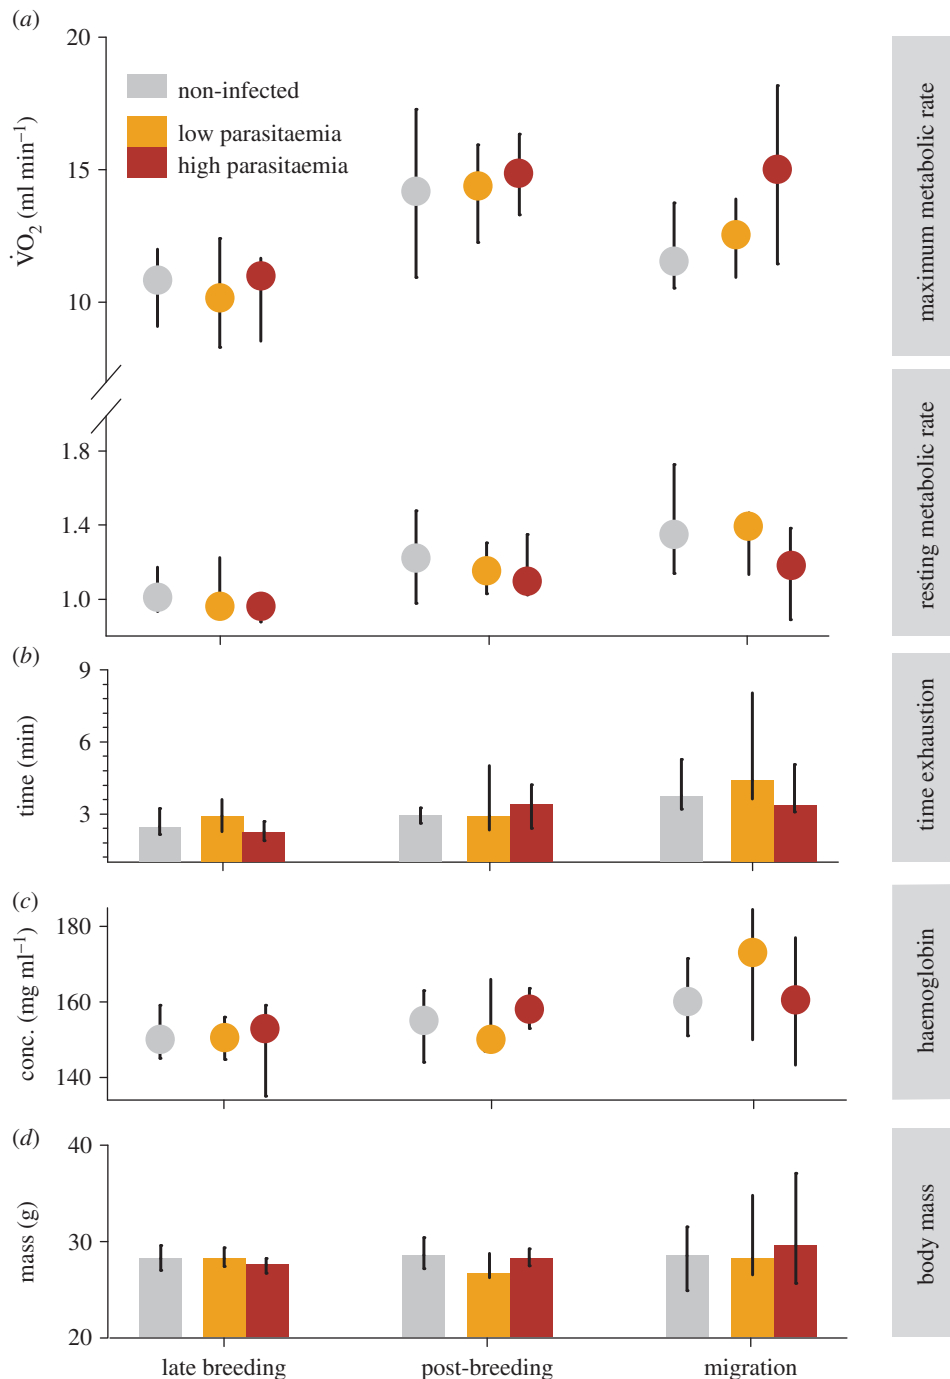 (a)
20
15
10
V̇O2 (ml min–1)
non-infected
low parasitaemia
high parasitaemia
maximum metabolic rate
1.8
1.4
1.0
resting metabolic rate
(b)
9
6
3
time (min)
time exhaustion
(c)
180
160
140
conc. (mg ml–1)
haemoglobin
(d)
40
30
20
mass (g)
body mass
late breeding
post-breeding
migration